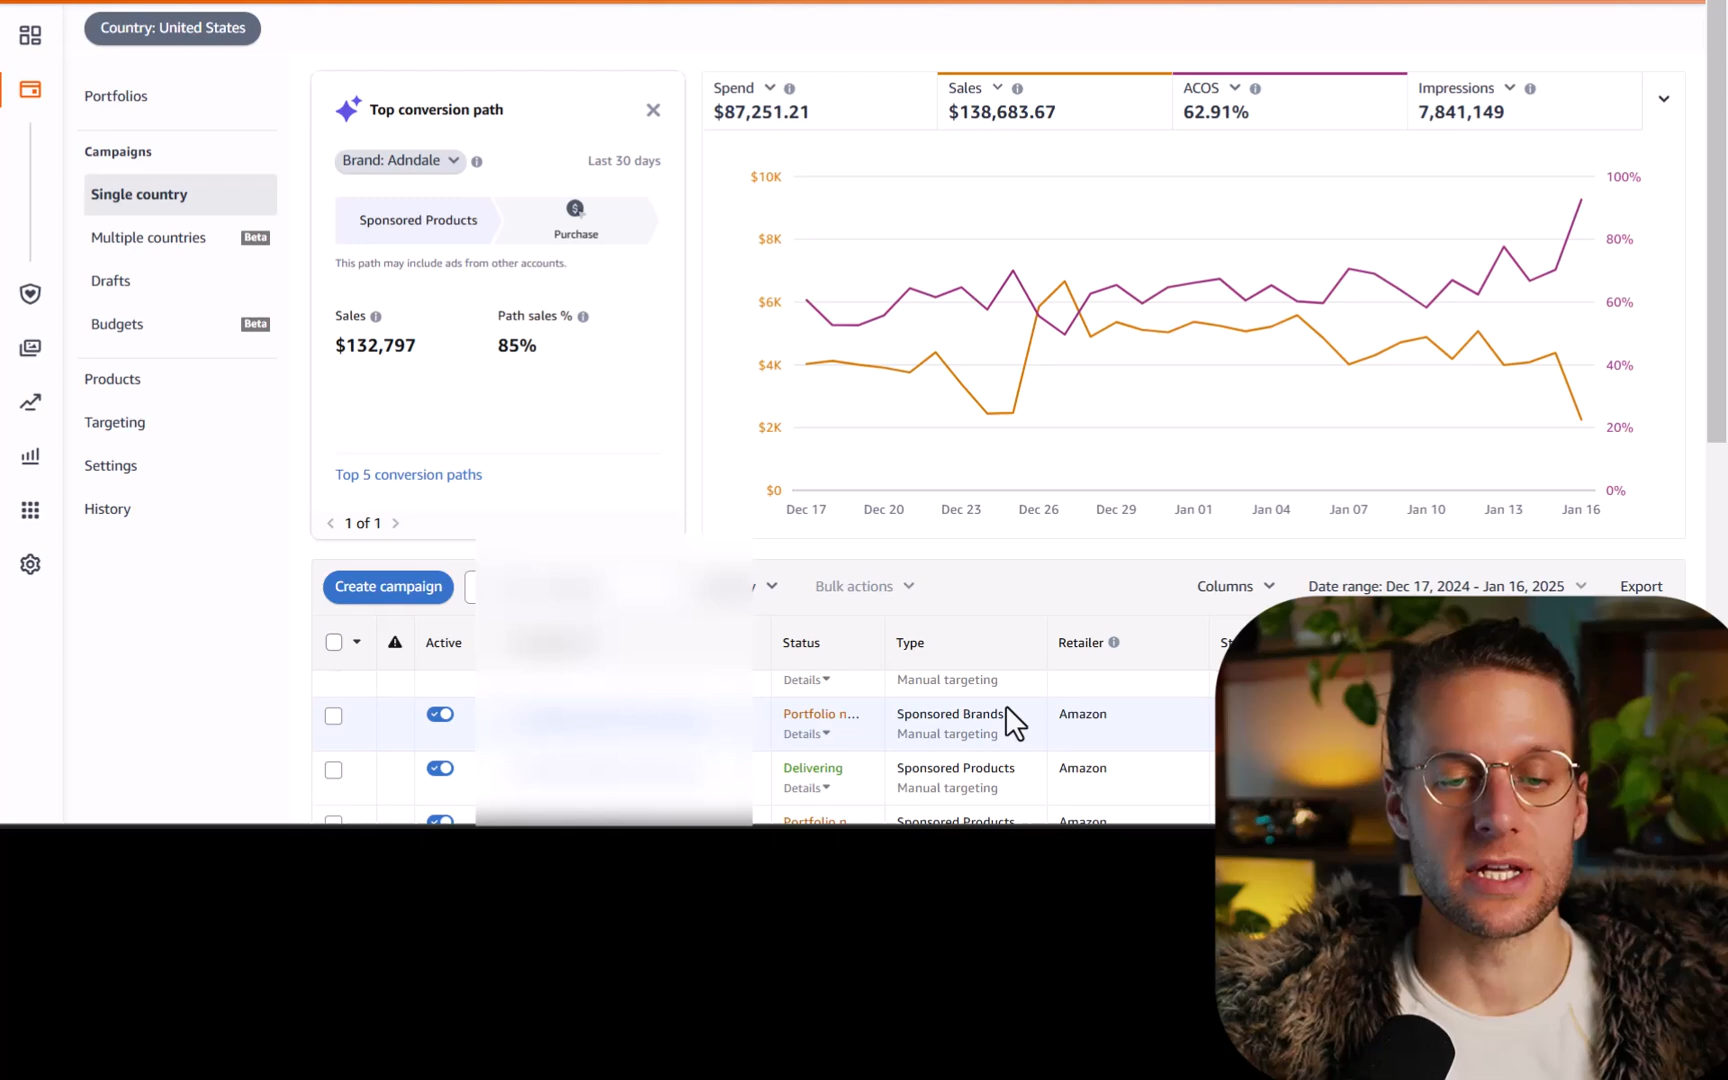 Country: United States
Portfolios
Campaigns
Single country
Multiple countries Beta
Drafts
Budgets Beta
Products
Targeting
Settings
History
Top conversion path
Brand: Adndale Last 30 days
Sponsored Products
$
Purchase
This path may include ads from other accounts.
Sales Path sales %
$132,797 85%
Top 5 conversion paths
1 of 1
Spend Sales ACOS Impressions
$87,251.21 $138,683.67 62.91% 7,841,149
$10K 100%
$8K 80%
$6K 60%
$4K 40%
$2K 20%
$0 0%
Dec 17 Dec 20 Dec 23 Dec 26 Dec 29 Jan 01 Jan 04 Jan 07 Jan 10 Jan 13 Jan 16
Create campaign Bulk actions Columns Date range: Dec 17, 2024 - Jan 16, 2025 Export
Active Status Type Retailer
Details Manual targeting
Portfolio n... Sponsored Brands Amazon
Details Manual targeting
Delivering Sponsored Products Amazon
Details Manual targeting
Portfolio n... Sponsored Products Amazon